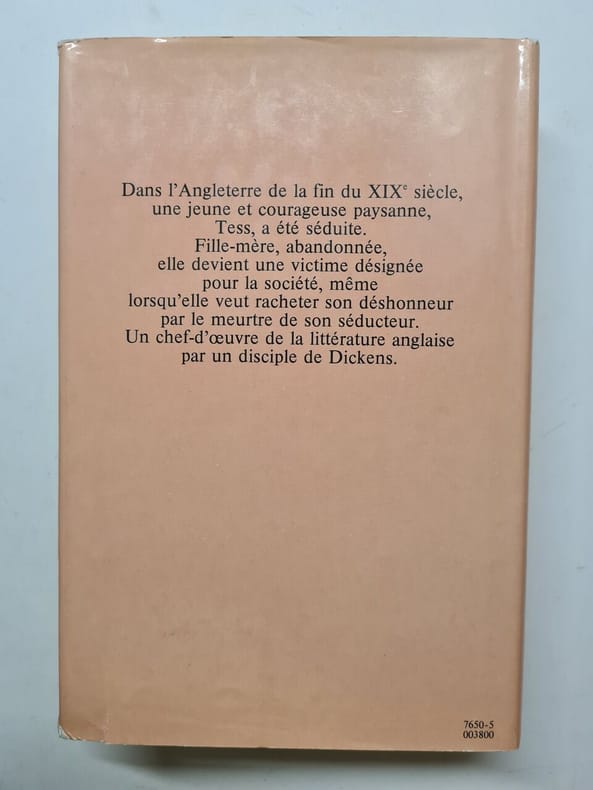 Dans l'Angleterre de la fin du XIXe siècle,
une jeune et courageuse paysanne,
Tess, a été séduite.
Fille-mère, abandonnée,
elle devient une victime désignée
pour la société, même
lorsqu'elle veut racheter son déshonneur
par le meurtre de son séducteur.
Un chef-d'œuvre de la littérature anglaise
par un disciple de Dickens.
7650-5
003800